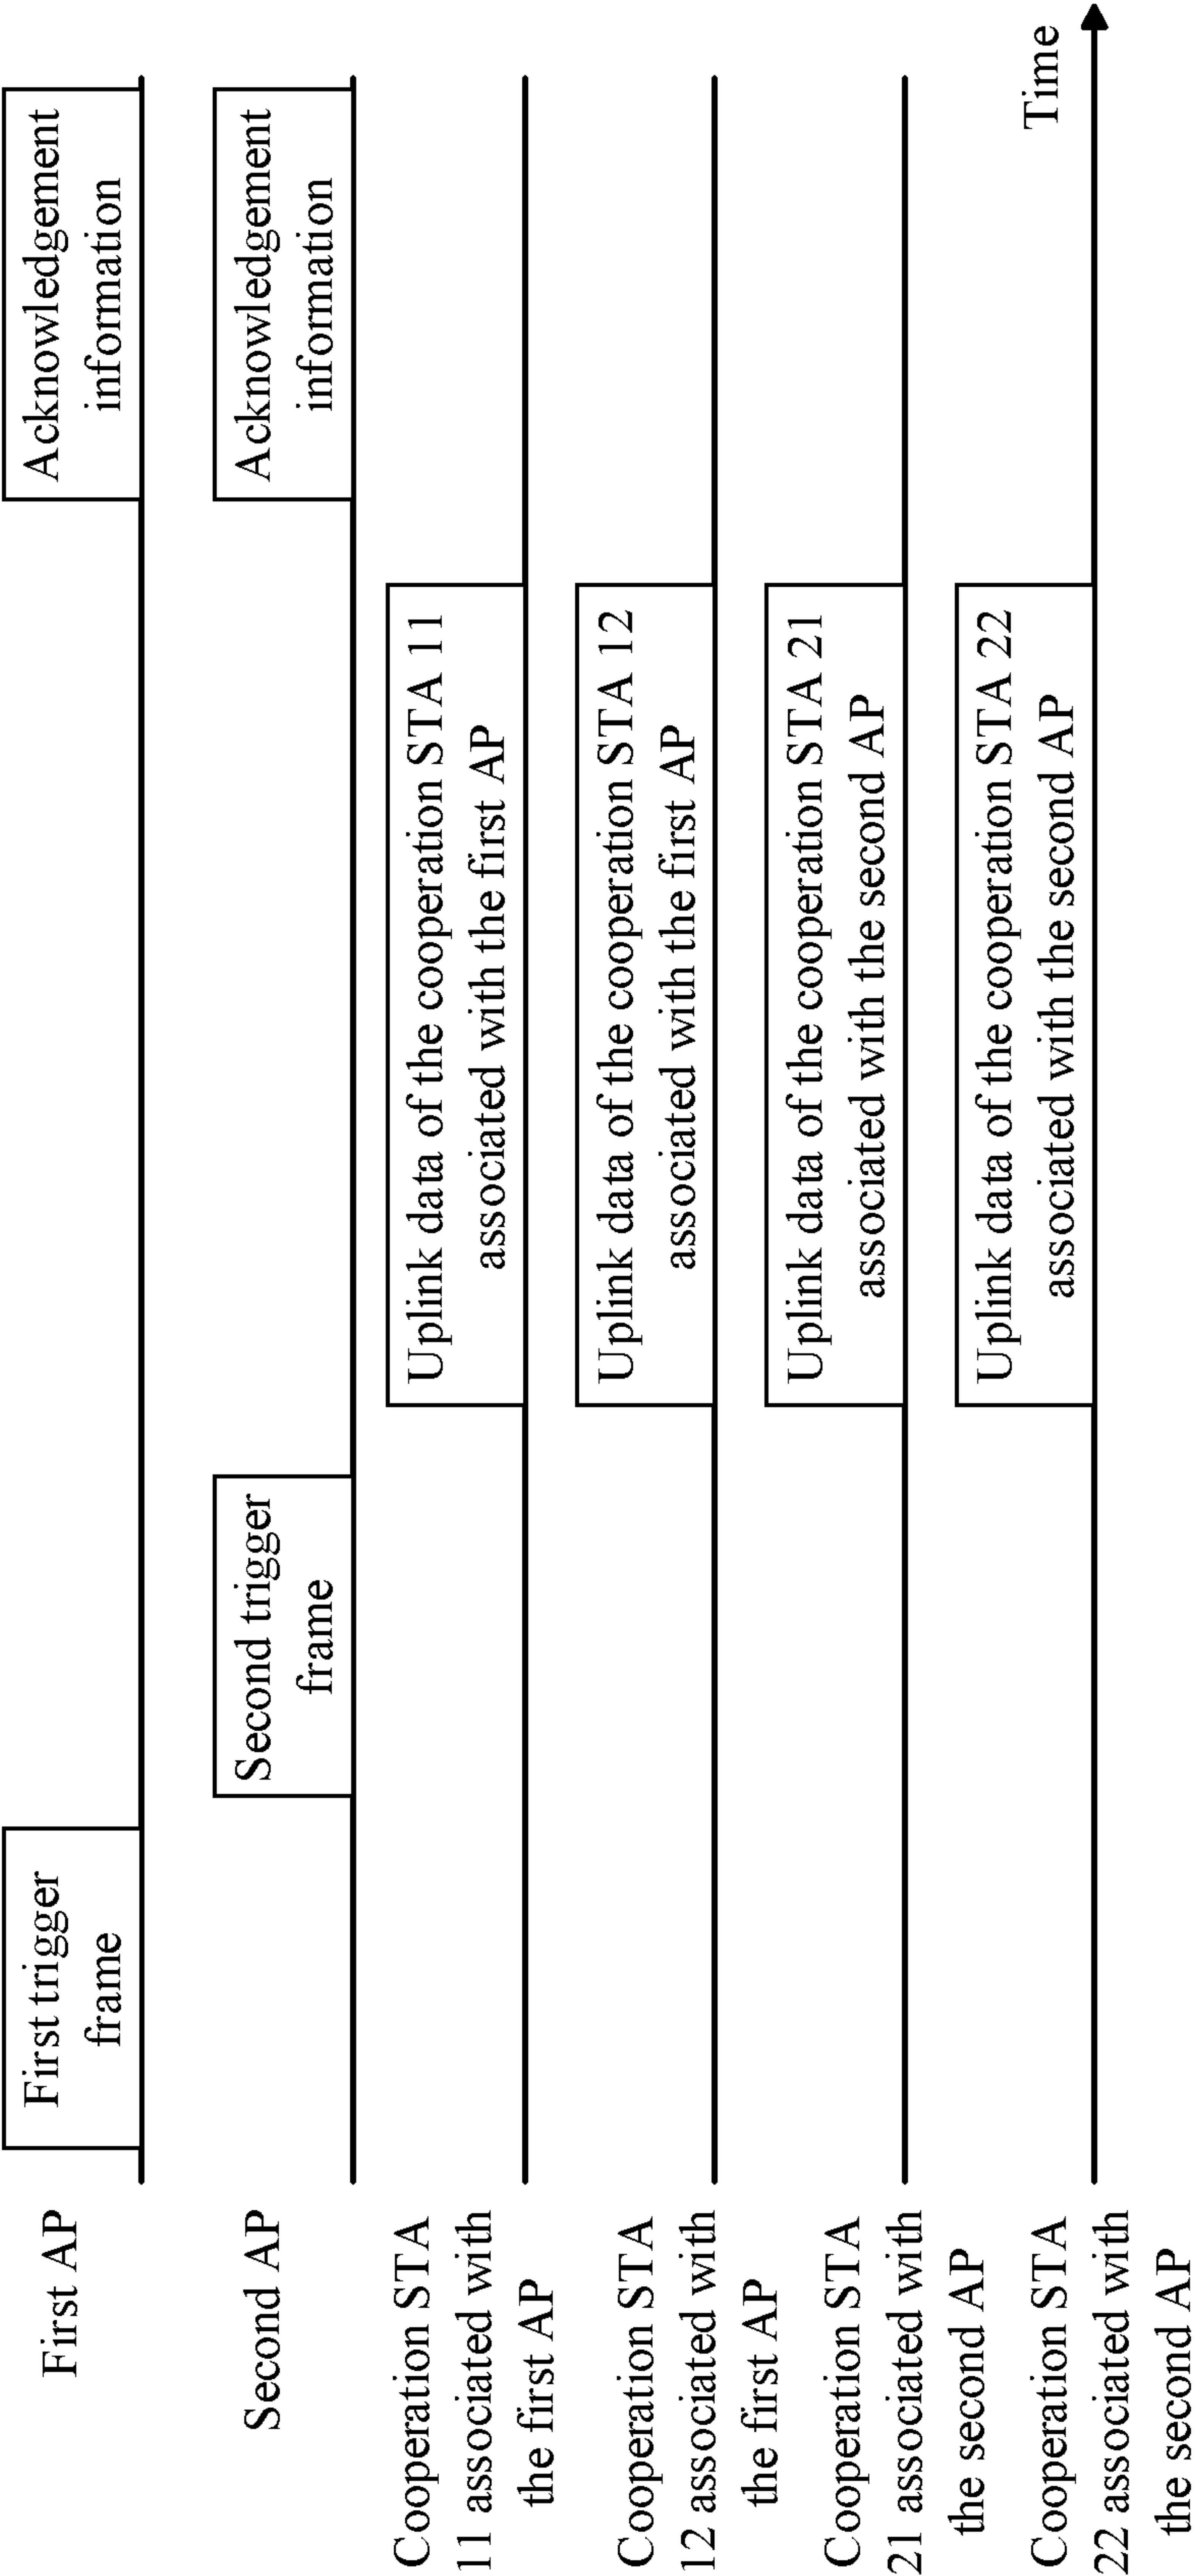 First AP
First trigger
frame
Acknowledgement
information
Second AP
Second trigger
frame
Acknowledgement
information
Cooperation STA
11 associated with
the first AP
Uplink data of the cooperation STA 11
associated with the first AP
Cooperation STA
12 associated with
the first AP
Uplink data of the cooperation STA 12
associated with the first AP
Cooperation STA
21 associated with
the second AP
Uplink data of the cooperation STA 21
associated with the second AP
Cooperation STA
22 associated with
the second AP
Uplink data of the cooperation STA 22
associated with the second AP
Time